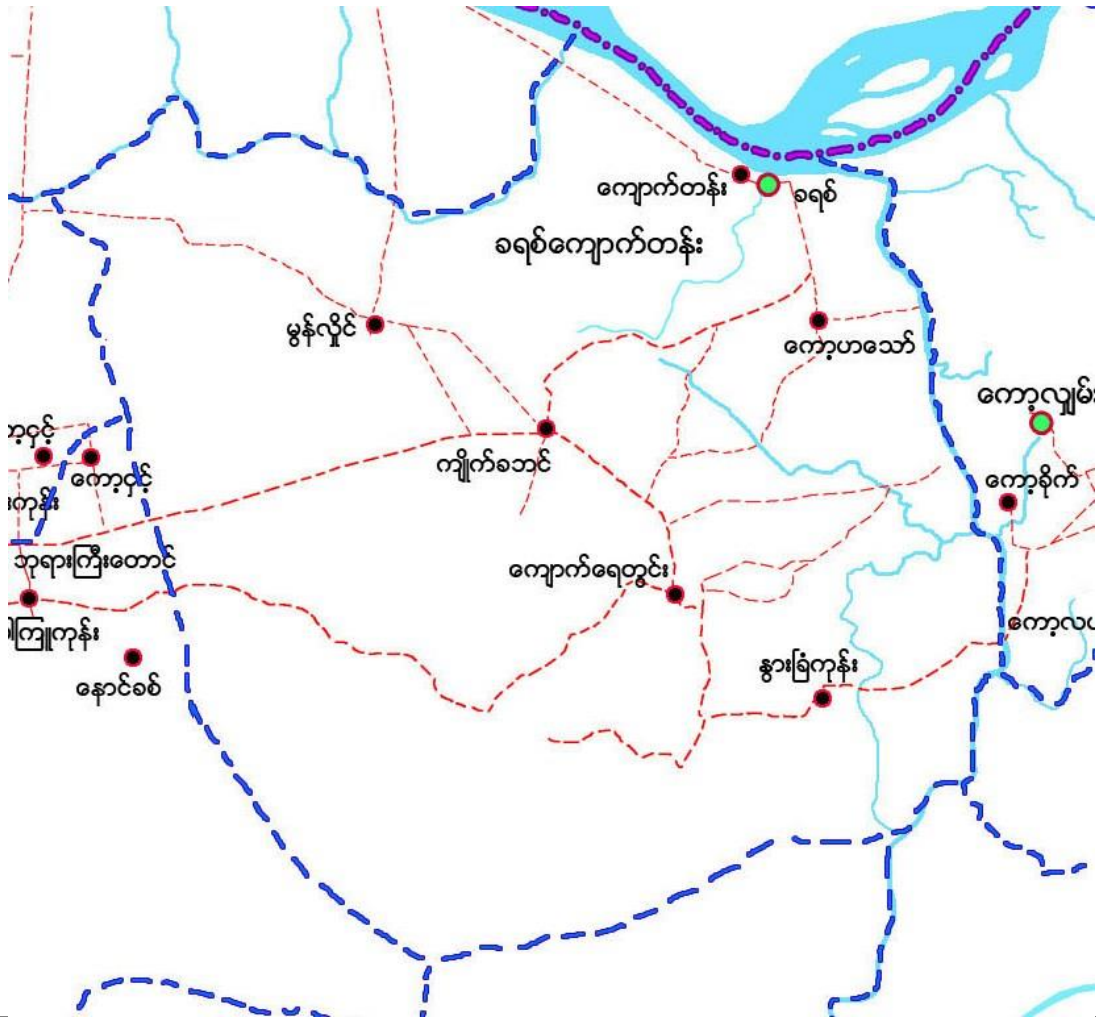 ကျောက်တန်း
ခရစ်
ခရစ်ကျောက်တန်း
မွန်လှိုင်
ကော့ဟသော်
ကော့လျှမ်း
ကျိုက်ခဘင်
ကော့ငှင့်
ကော့ခိုက်
ဘုရားကြီးတောင်
ကျောက်ရေတွင်း
နွားခြံကုန်း
နောင်ခစ်